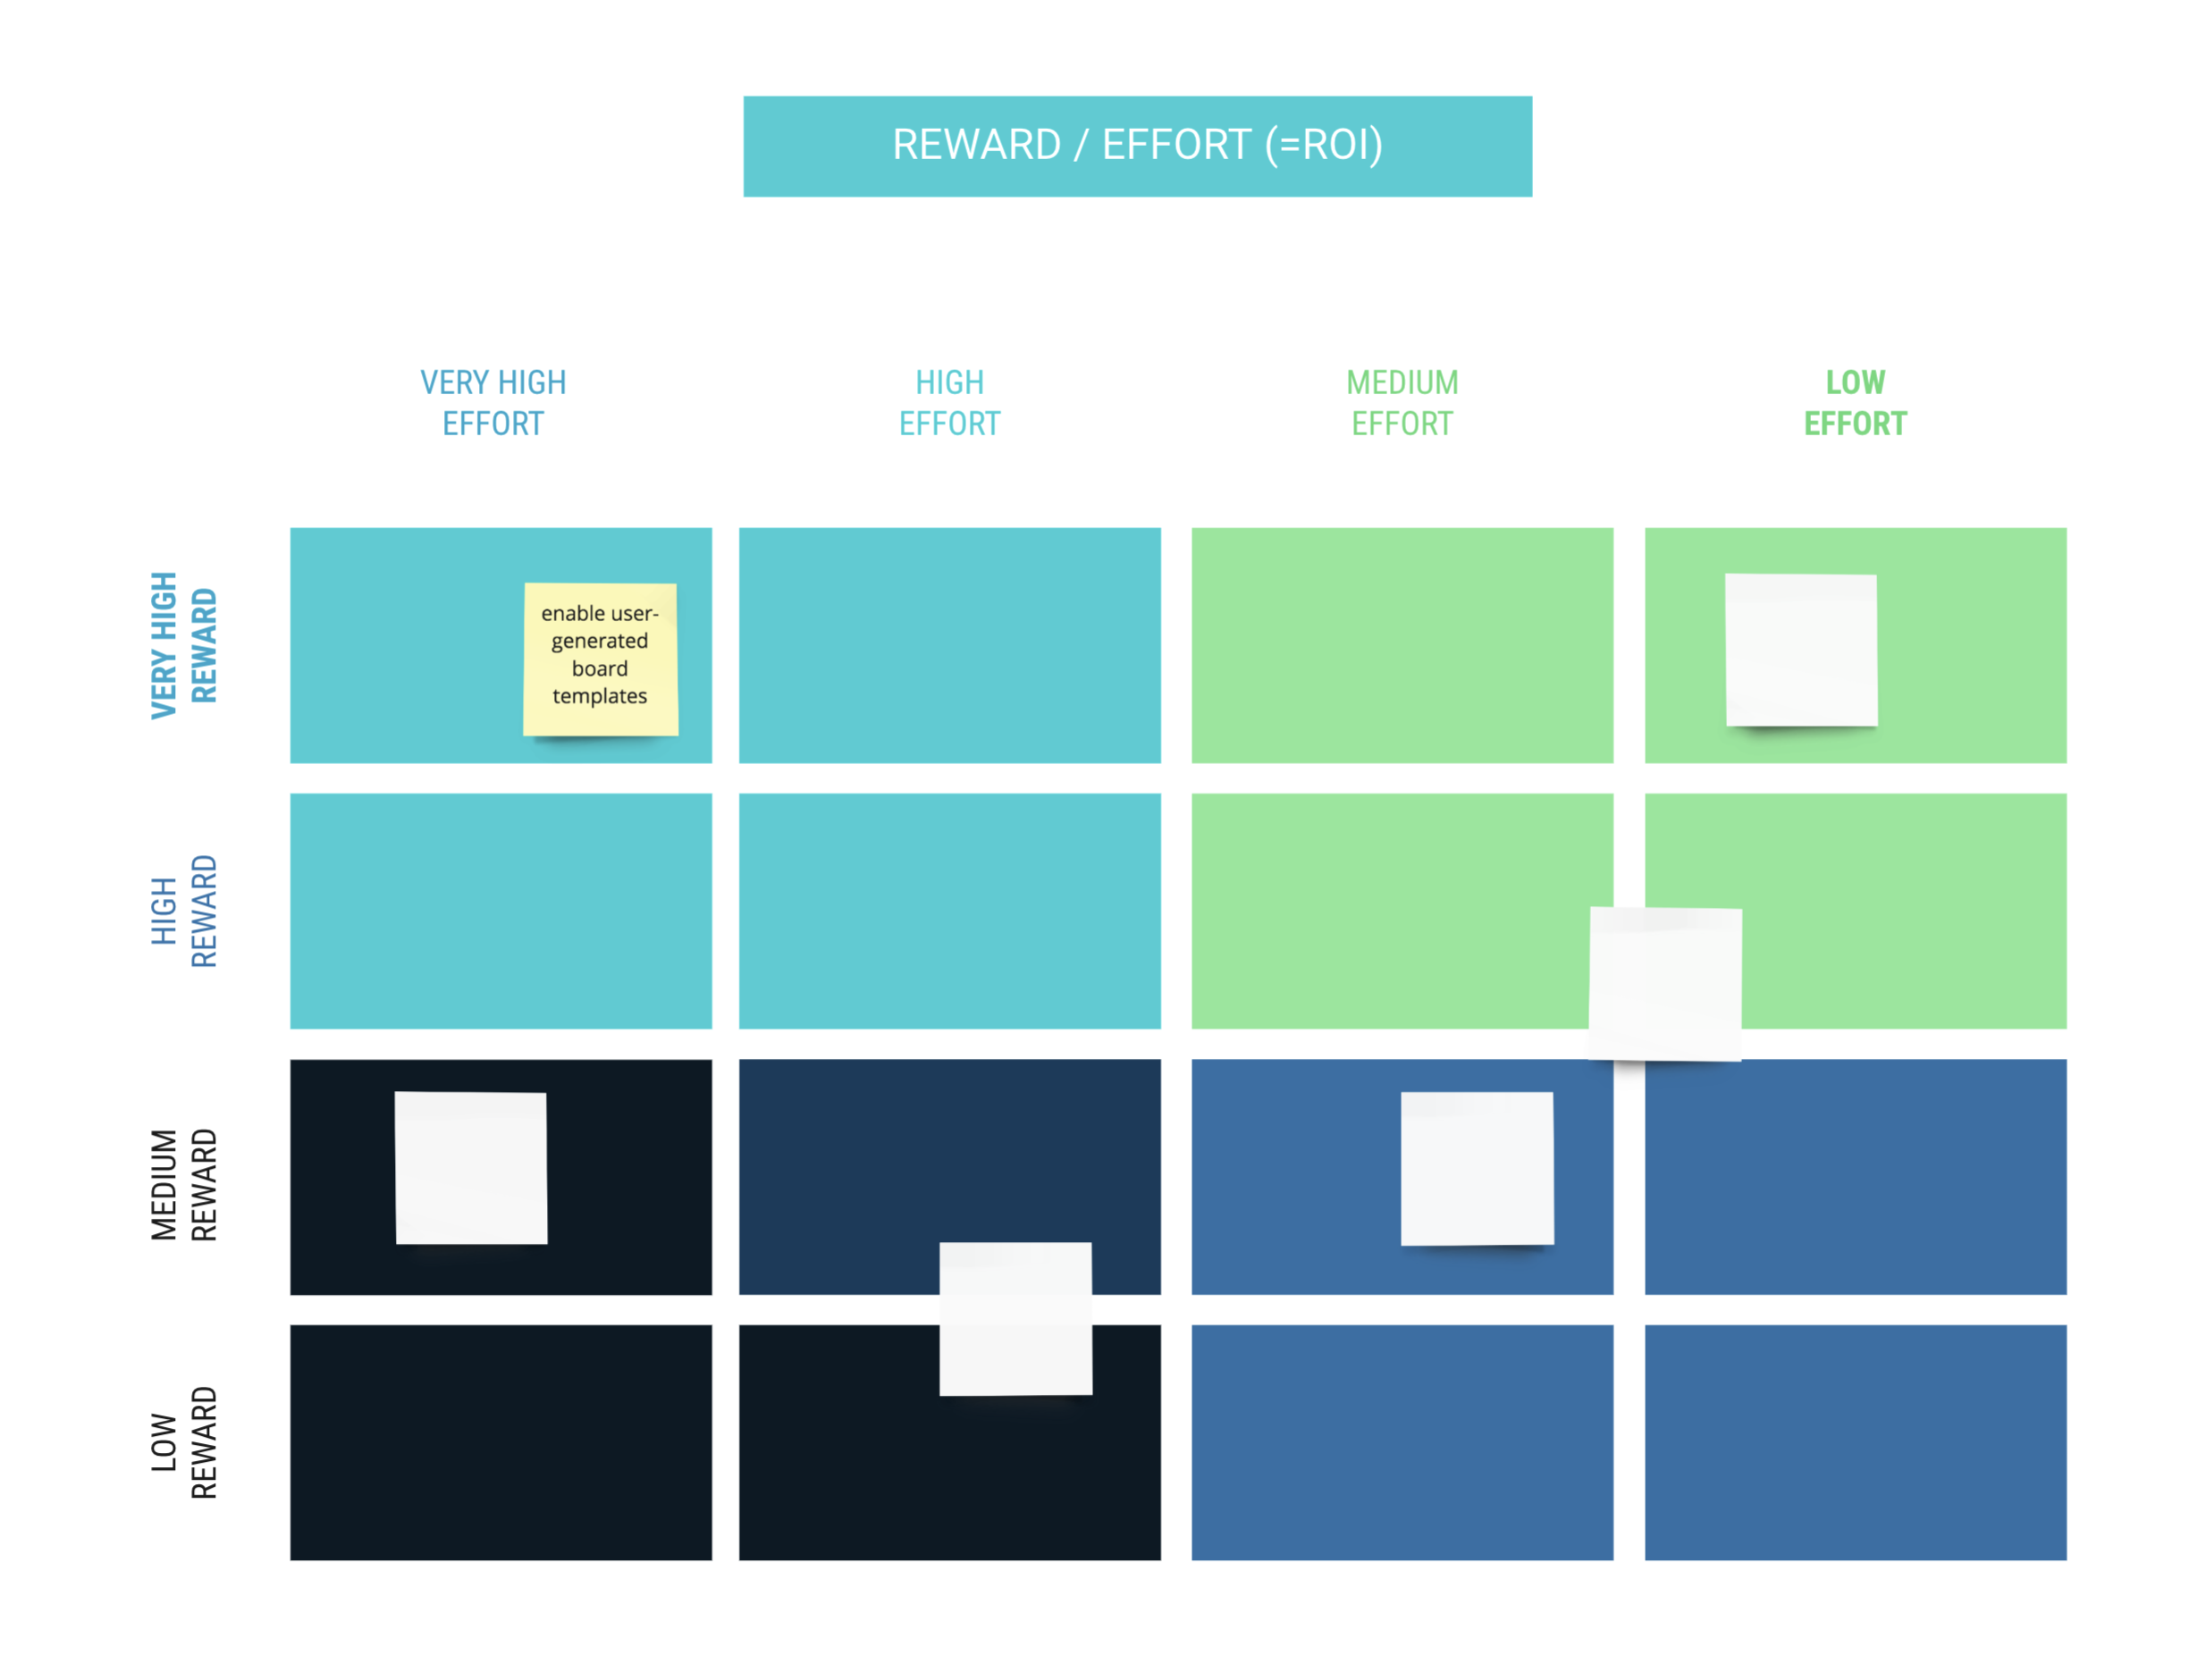 REWARD / EFFORT (=ROI)
VERY HIGH
EFFORT
HIGH
EFFORT
MEDIUM
EFFORT
LOW
EFFORT
VERY HIGH
REWARD
enable user-
generated
board
templates
HIGH
REWARD
MEDIUM
REWARD
LOW
REWARD